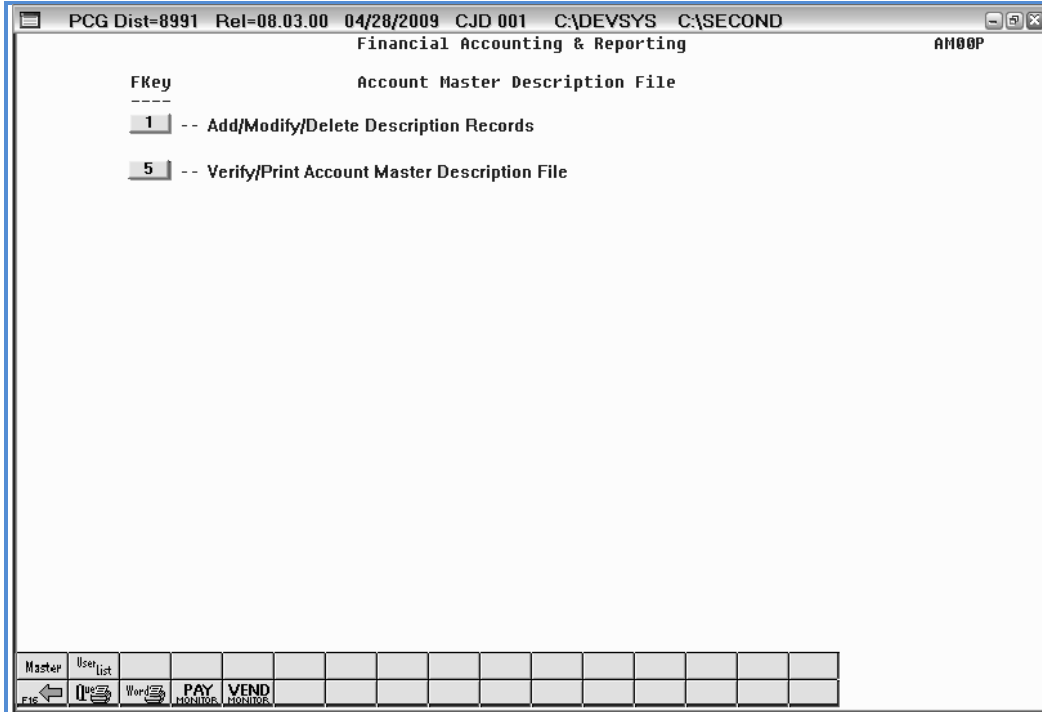 PCG Dist=8991 Rel=08.03.00 04/28/2009 CJD 001 C:\DEVSYS C:\SECOND
Financial Accounting & Reporting AM00P
FKey Account Master Description File
----
1 -- Add/Modify/Delete Description Records
5 -- Verify/Print Account Master Description File
Master User List
F16 Que Word PAY MONITOR VEND MONITOR